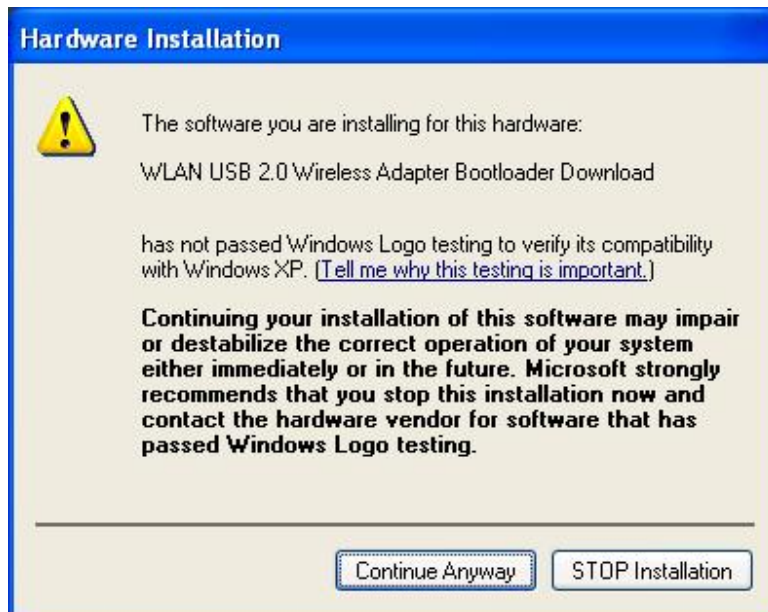 Hardware Installation
The software you are installing for this hardware:
WLAN USB 2.0 Wireless Adapter Bootloader Download
has not passed Windows Logo testing to verify its compatibility
with Windows XP. (Tell me why this testing is important.)
Continuing your installation of this software may impair
or destabilize the correct operation of your system
either immediately or in the future. Microsoft strongly
recommends that you stop this installation now and
contact the hardware vendor for software that has
passed Windows Logo testing.
Continue Anyway
STOP Installation